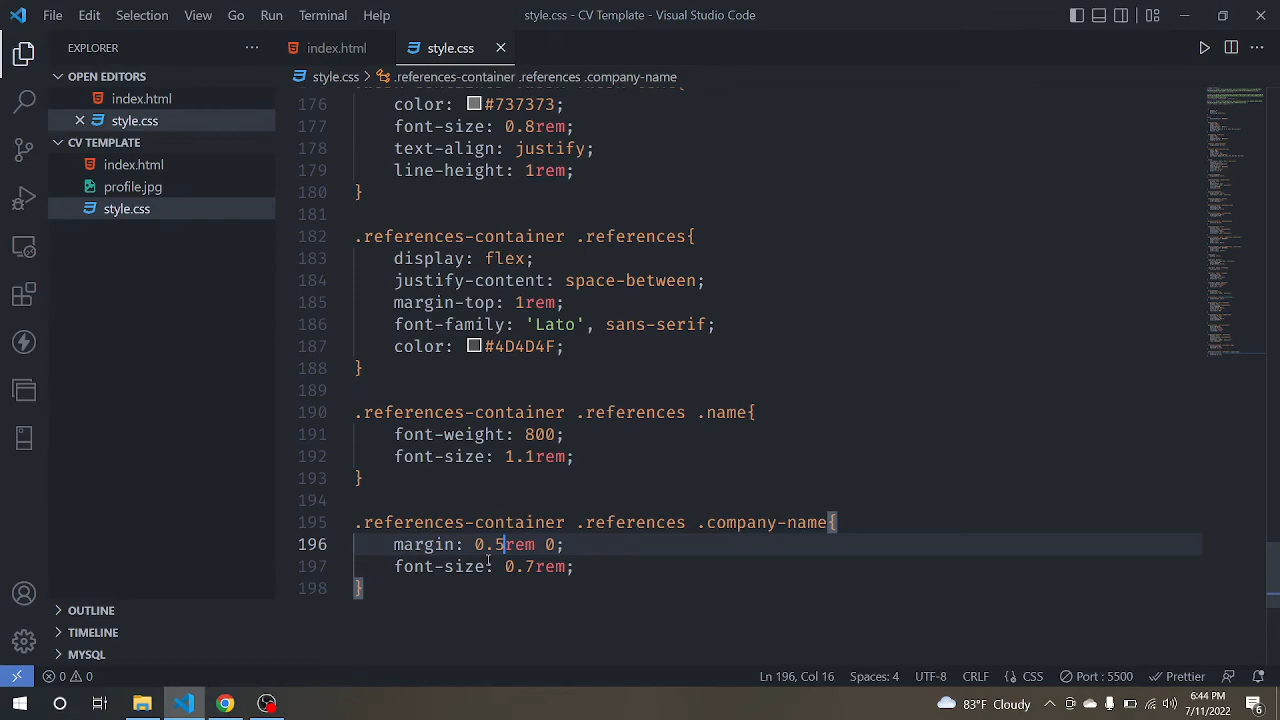 File Edit Selection View Go Run Terminal Help
style.css - CV Template - Visual Studio Code
EXPLORER
OPEN EDITORS
index.html
style.css
CV TEMPLATE
index.html
profile.jpg
style.css
OUTLINE
TIMELINE
MYSQL
index.html style.css
style.css .references-container .references .company-name
176 color: #737373;
177 font-size: 0.8rem;
178 text-align: justify;
179 line-height: 1rem;
180 }
181
182 .references-container .references{
183 display: flex;
184 justify-content: space-between;
185 margin-top: 1rem;
186 font-family: 'Lato', sans-serif;
187 color: #4D4D4F;
188 }
189
190 .references-container .references .name{
191 font-weight: 800;
192 font-size: 1.1rem;
193 }
194
195 .references-container .references .company-name{
196 margin: 0.5rem 0;
197 font-size: 0.7rem;
198 }
0 0 Ln 196, Col 16 Spaces: 4 UTF-8 CRLF CSS Port : 5500 Prettier
88°F Cloudy 6:44 PM
7/11/2022
6